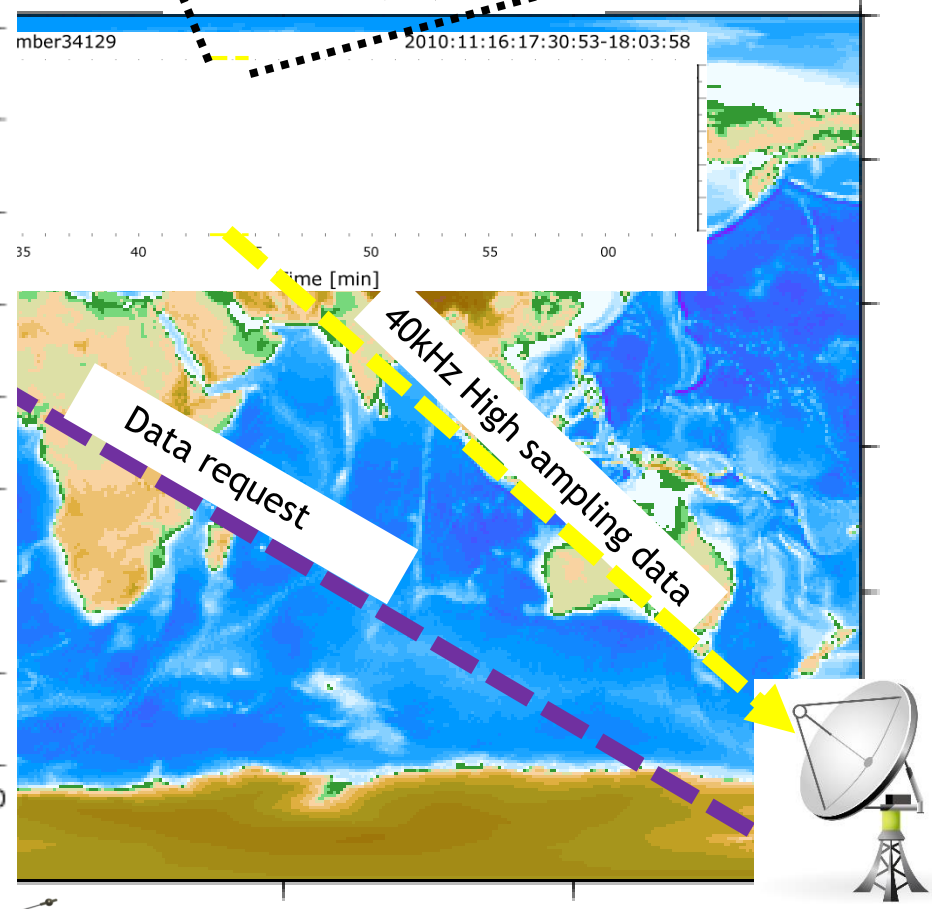 mber34129
2010:11:16:17:30:53-18:03:58
35 40 50 55 00
[min]
40kHz High sampling data
Data request